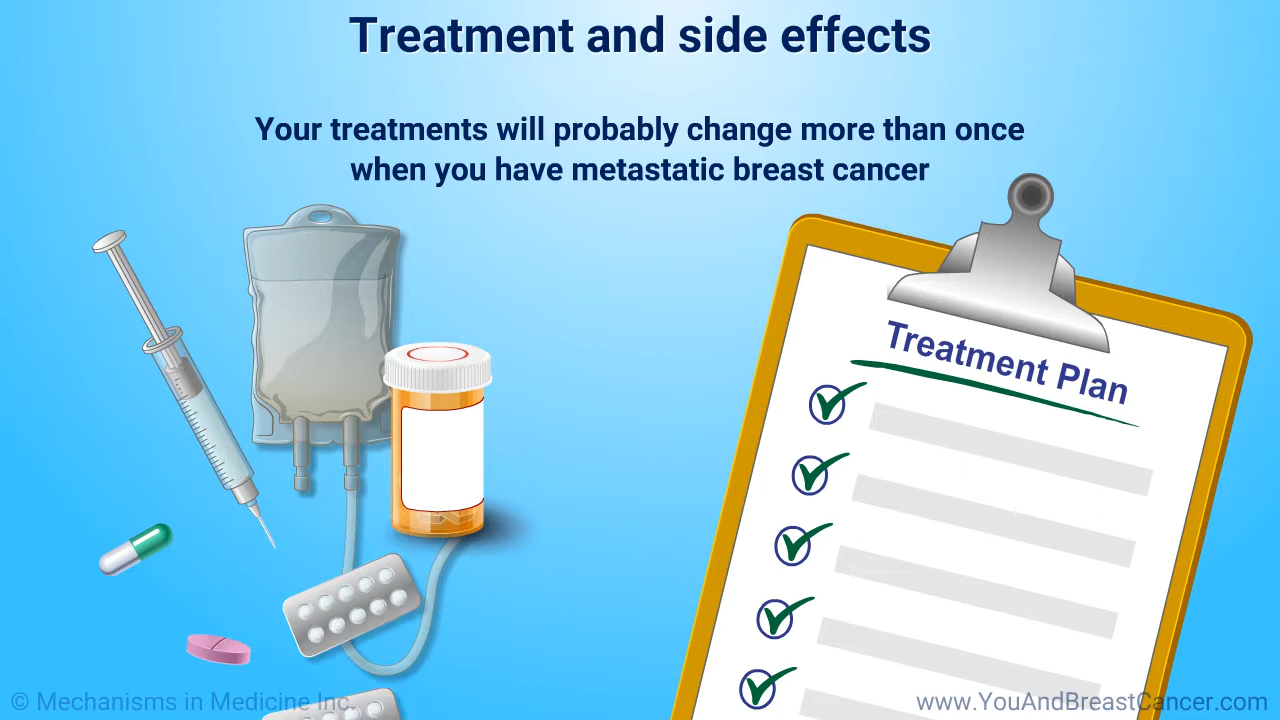 Treatment and side effects
Your treatments will probably change more than once
when you have metastatic breast cancer
Treatment Plan
© Mechanisms in Medicine Inc.
www.YouAndBreastCancer.com